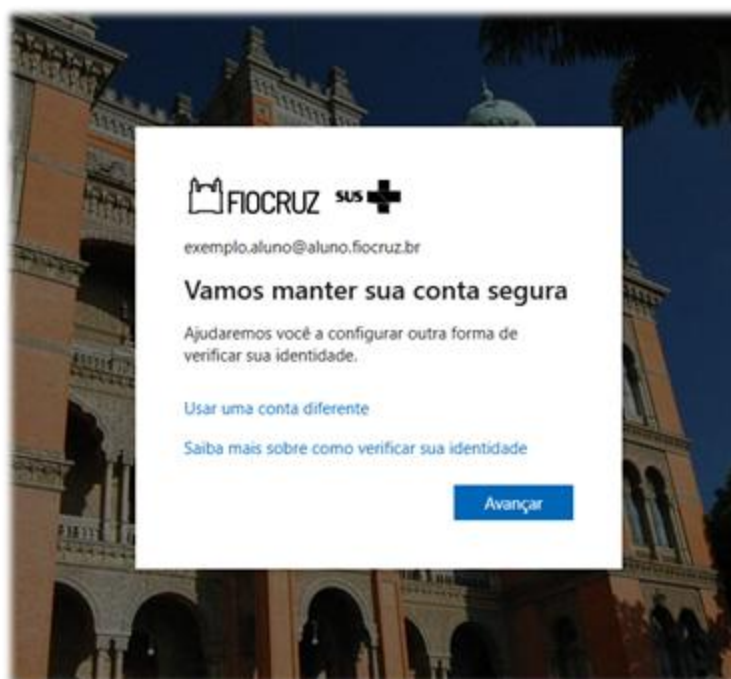 FIOCRUZ SUS
exemplo.aluno@aluno.fiocruz.br
Vamos manter sua conta segura
Ajudaremos você a configurar outra forma de
verificar sua identidade.
Usar uma conta diferente
Saiba mais sobre como verificar sua identidade
Avançar